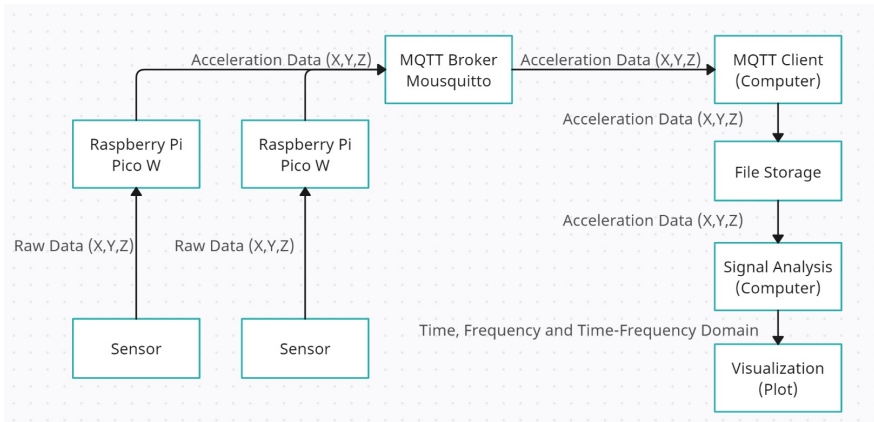 Acceleration Data (X,Y,Z)
MQTT Broker
Mousquitto
Acceleration Data (X,Y,Z)
MQTT Client
(Computer)
Acceleration Data (X,Y,Z)
Raspberry Pi
Pico W
Raspberry Pi
Pico W
File Storage
Acceleration Data (X,Y,Z)
Raw Data (X,Y,Z)
Raw Data (X,Y,Z)
Signal Analysis
(Computer)
Time, Frequency and Time-Frequency Domain
Sensor
Sensor
Visualization
(Plot)